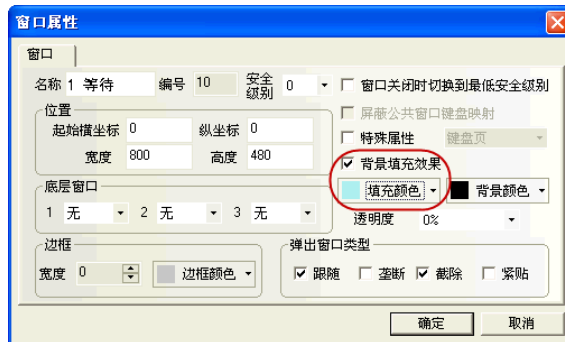 窗口属性
窗口
名称 1 等待 编号 10 安全级别 0 窗口关闭时切换到最低安全级别
屏蔽公共窗口键盘映射
位置
起始横坐标 0 纵坐标 0 特殊属性 键盘页
宽度 800 高度 480 背景填充效果
填充颜色 背景颜色
底层窗口
1 无 2 无 3 无 透明度 0%
边框 弹出窗口类型
宽度 0 边框颜色 跟随 垄断 截除 紧贴
确定 取消